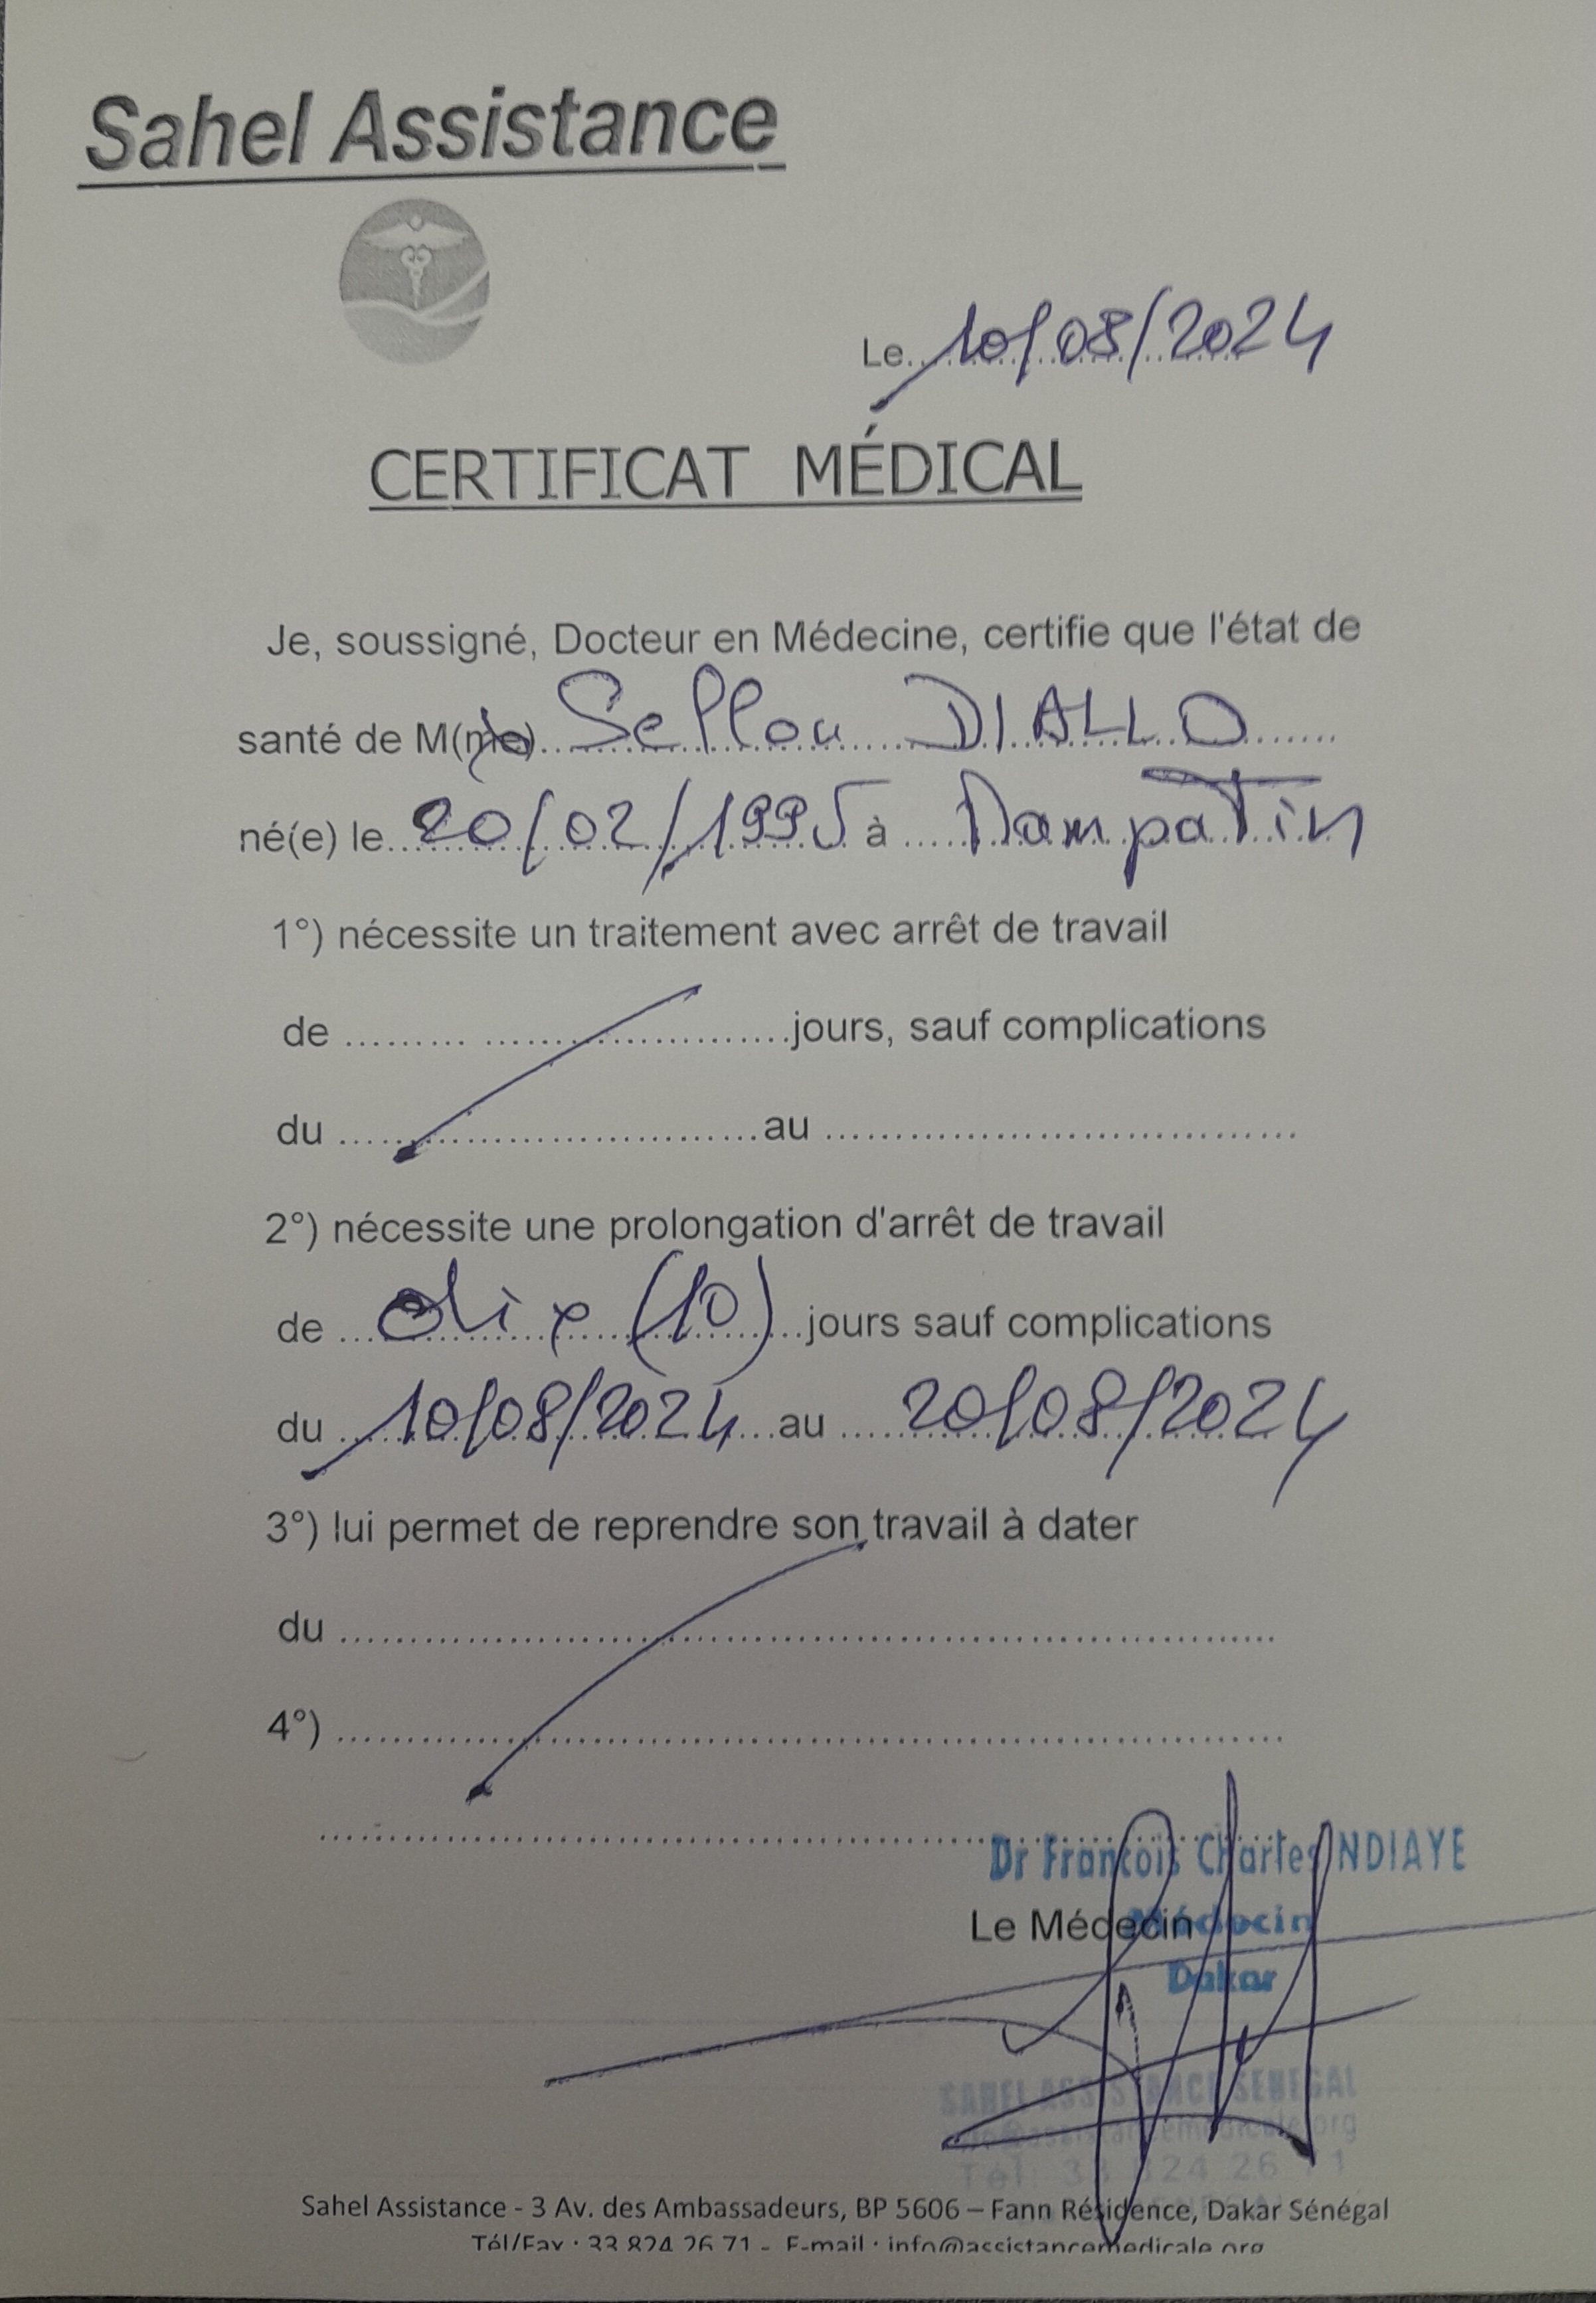 Sahel Assistance
Le 10/08/2024
CERTIFICAT MÉDICAL
Je, soussigné, Docteur en Médecine, certifie que l'état de
santé de M(me) Sellou DIALLO
né(e) le 20/02/1995 à Dampatin
1°) nécessite un traitement avec arrêt de travail
de ......... ............................jours, sauf complications
du ......................................au ..........................................
2°) nécessite une prolongation d'arrêt de travail
de dix (10) jours sauf complications
du 10/08/2024 au 20/08/2024
3°) lui permet de reprendre son travail à dater
du ..........................................................................
4°) ..........................................................................
Dr François Charles NDIAYE
Le Médecin Médecin
Dakar
SAHEL ASSISTANCE SENEGAL
Sahel Assistance - 3 Av. des Ambassadeurs, BP 5606 – Fann Résidence, Dakar Sénégal
Tél/Fax : 33 824 26 71 - E-mail : info@assistancemedicale.org